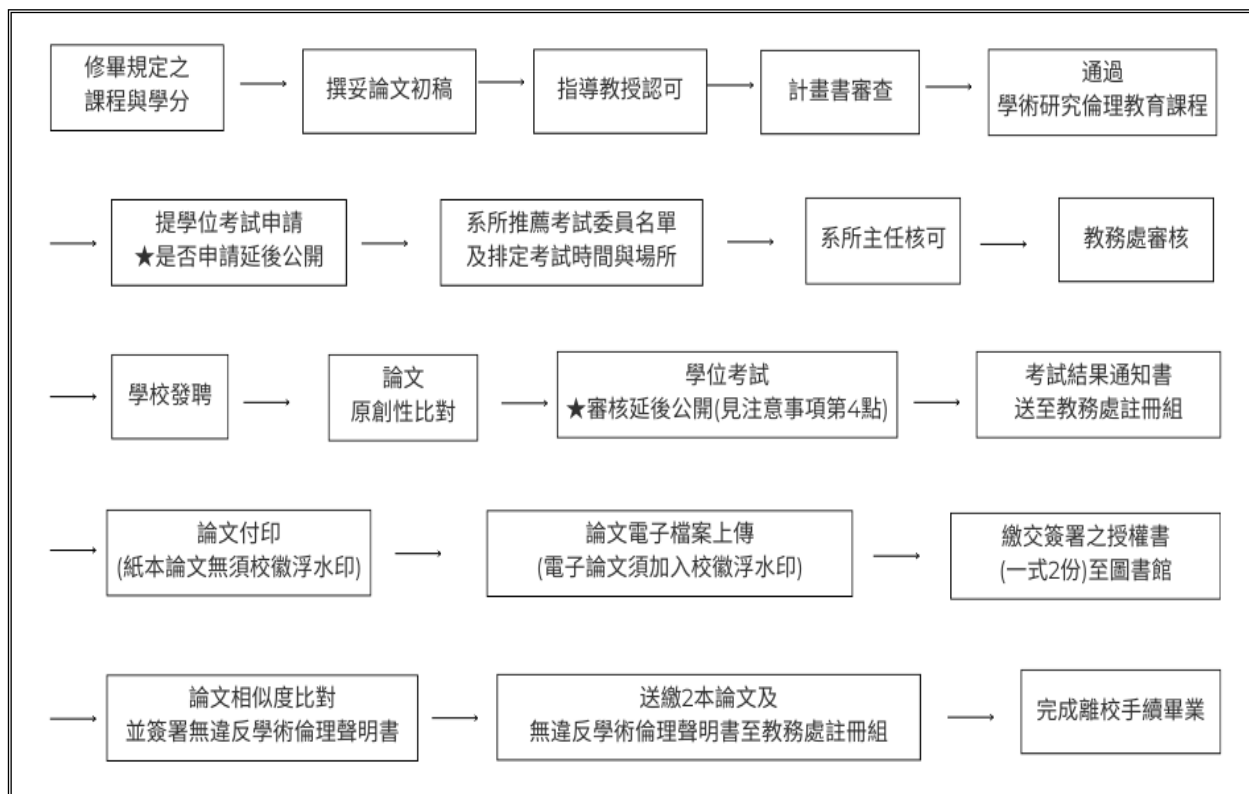 修畢規定之
課程與學分
撰妥論文初稿
指導教授認可
計畫書審查
通過
學術研究倫理教育課程
提學位考試申請
★是否申請延後公開
系所推薦考試委員名單
及排定考試時間與場所
系所主任核可
教務處審核
學校發聘
論文
原創性比對
學位考試
★審核延後公開(見注意事項第4點)
考試結果通知書
送至教務處註冊組
論文付印
(紙本論文無須校徽浮水印)
論文電子檔案上傳
(電子論文須加入校徽浮水印)
繳交簽署之授權書
(一式2份)至圖書館
論文相似度比對
並簽署無違反學術倫理聲明書
送繳2本論文及
無違反學術倫理聲明書至教務處註冊組
完成離校手續畢業